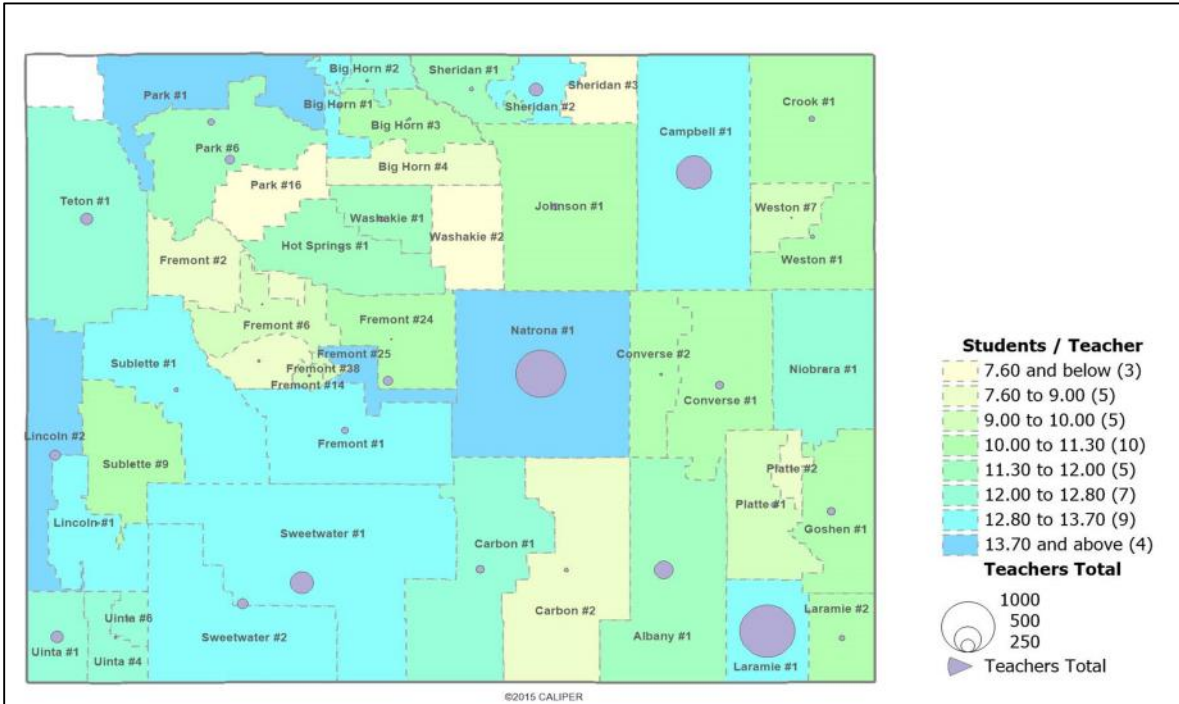 Big Horn #2
Sheridan #1
Sheridan #3
Park #1
Big Horn #1
Sheridan #2
Crook #1
Big Horn #3
Campbell #1
Park #6
Big Horn #4
Park #16
Teton #1
Washakie #1
Johnson #1
Weston #7
Washakie #2
Hot Springs #1
Fremont #2
Weston #1
Fremont #24
Fremont #6
Natrona #1
Fremont #25
Converse #2
Sublette #1
Fremont #38
Niobrara #1
Fremont #14
Converse #1
Lincoln #2
Fremont #1
Sublette #9
Platte #2
Platte #1
Lincoln #1
Goshen #1
Sweetwater #1
Carbon #1
Carbon #2
Laramie #2
Uinta #6
Sweetwater #2
Albany #1
Uinta #1
Uinta #4
Laramie #1
Students / Teacher
7.60 and below (3)
7.60 to 9.00 (5)
9.00 to 10.00 (5)
10.00 to 11.30 (10)
11.30 to 12.00 (5)
12.00 to 12.80 (7)
12.80 to 13.70 (9)
13.70 and above (4)
Teachers Total
1000
500
250
Teachers Total
©2015 CALIPER